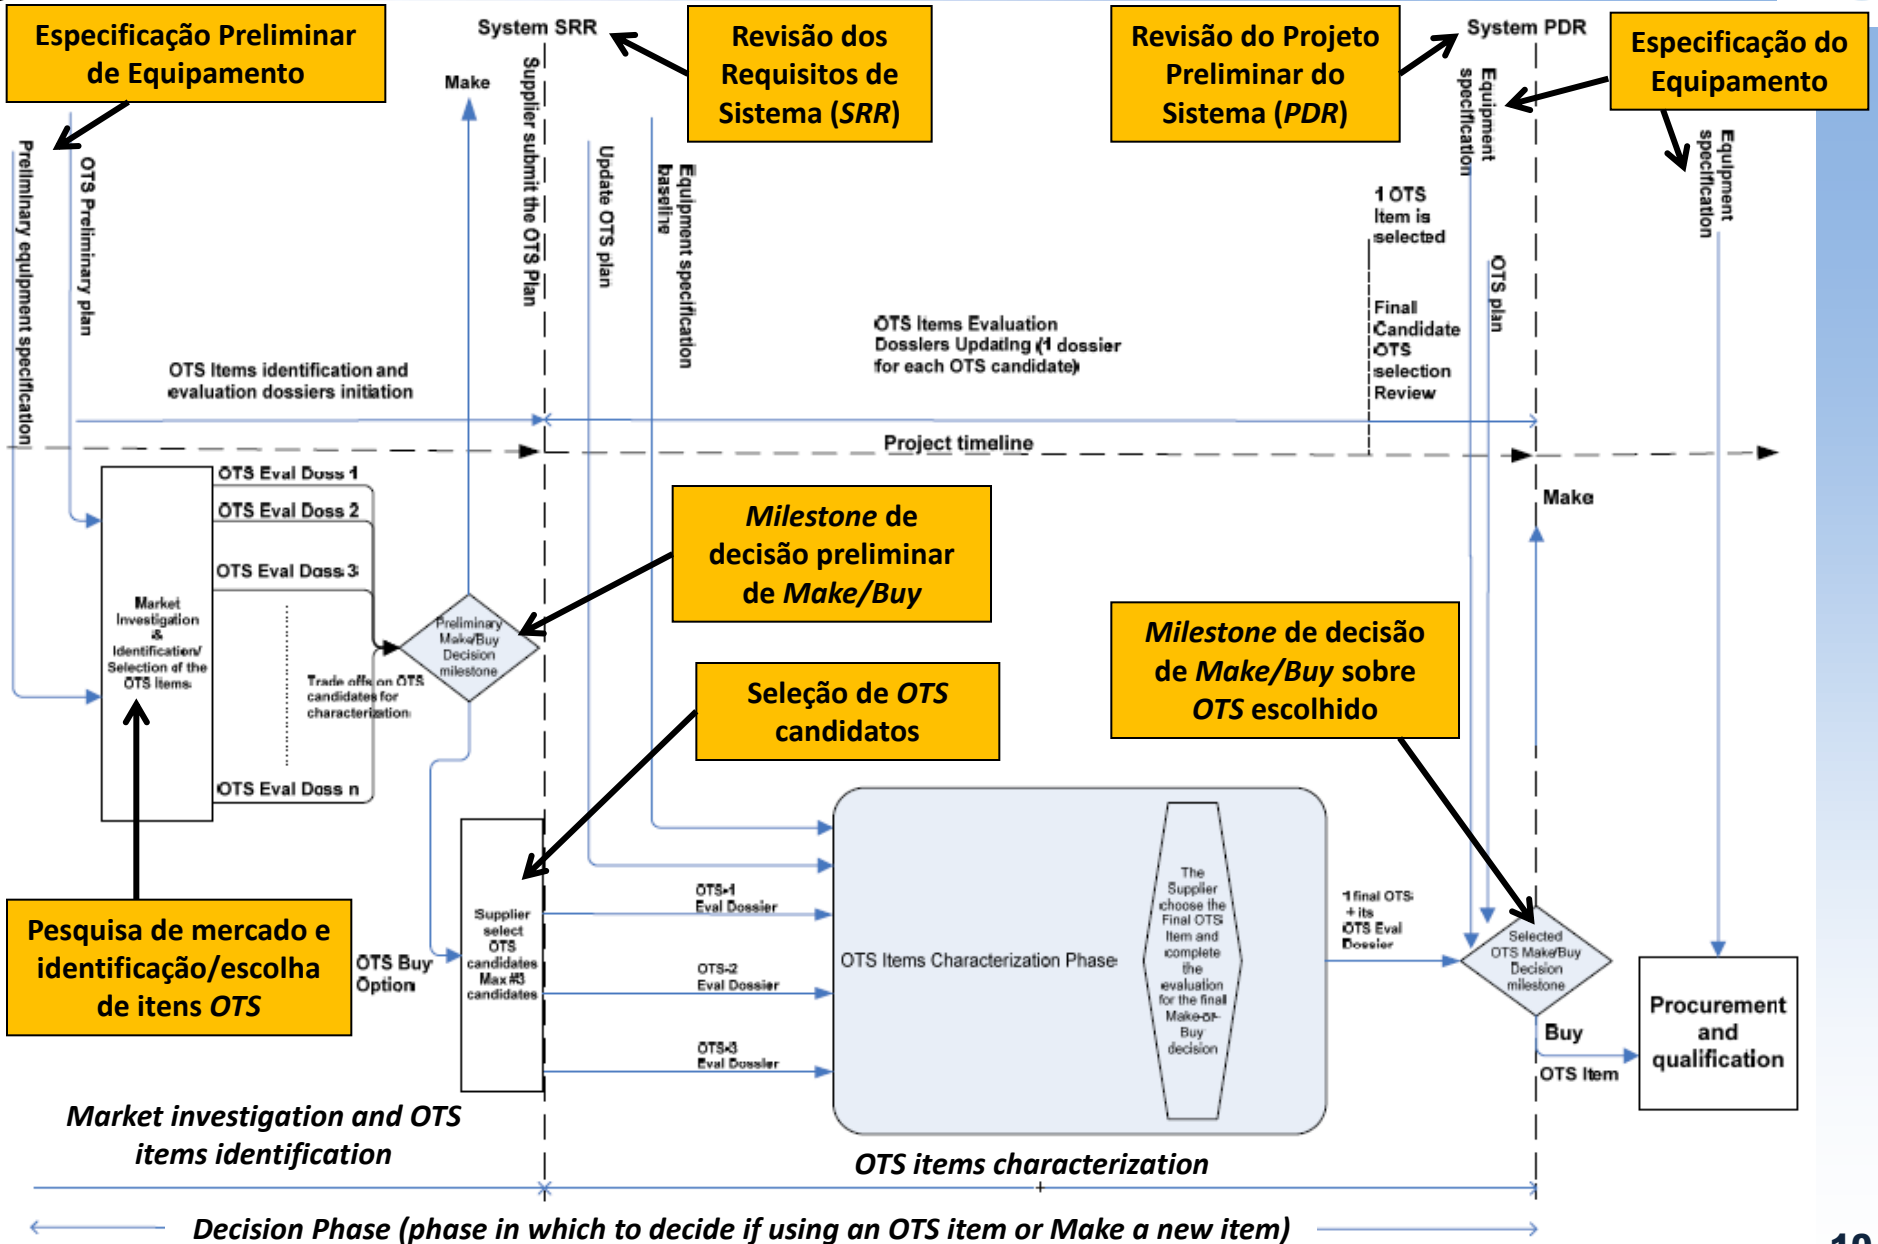 Especificação Preliminar
de Equipamento
System SRR
Revisão dos
Requisitos de
Sistema (SRR)
Revisão do Projeto
Preliminar do
Sistema (PDR)
System PDR
Especificação do
Equipamento
Make
Preliminary equipment specification
OTS Preliminary plan
Supplier submit the OTS Plan
Update OTS plan
Equipment specification
baseline
Equipment
specification
OTS plan
Equipment
specification
1 OTS
Item is
selected
Final
Candidate
OTS
selection
Review
OTS Items identification and
evaluation dossiers initiation
OTS Items Evaluation
Dossiers Updating (1 dossier
for each OTS candidate)
Project timeline
OTS Eval Doss 1
OTS Eval Doss 2
OTS Eval Doss 3
OTS Eval Doss n
Market
Investigation
&
Identification/
Selection of the
OTS Items
Trade offs on OTS
candidates for
characterization
Preliminary
Make/Buy
Decision
milestone
Milestone de
decisão preliminar
de Make/Buy
Make
Milestone de decisão
de Make/Buy sobre
OTS escolhido
Seleção de OTS
candidatos
Pesquisa de mercado e
identificação/escolha
de itens OTS
OTS Buy
Option
Supplier
select
OTS
candidates
Max #3
candidates
OTS-1
Eval Dossier
OTS-2
Eval Dossier
OTS-3
Eval Dossier
OTS Items Characterization Phase
The
Supplier
choose the
Final OTS
Item and
complete
the
evaluation
for the final
Make-or-
Buy
decision
1 final OTS
+ its
OTS Eval
Dossier
Selected
OTS Make/Buy
Decision
milestone
Buy
OTS Item
Procurement
and
qualification
Market investigation and OTS
items identification
OTS items characterization
Decision Phase (phase in which to decide if using an OTS item or Make a new item)